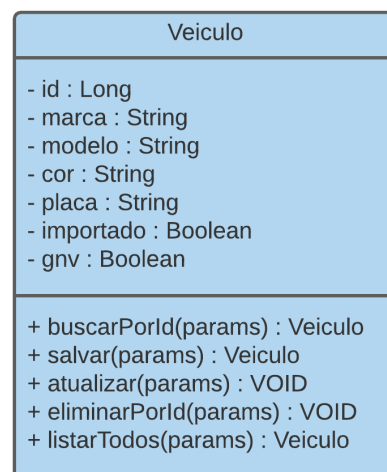 Veiculo
- id : Long
- marca : String
- modelo : String
- cor : String
- placa : String
- importado : Boolean
- gnv : Boolean
+ buscarPorId(params) : Veiculo
+ salvar(params) : Veiculo
+ atualizar(params) : VOID
+ eliminarPorId(params) : VOID
+ listarTodos(params) : Veiculo